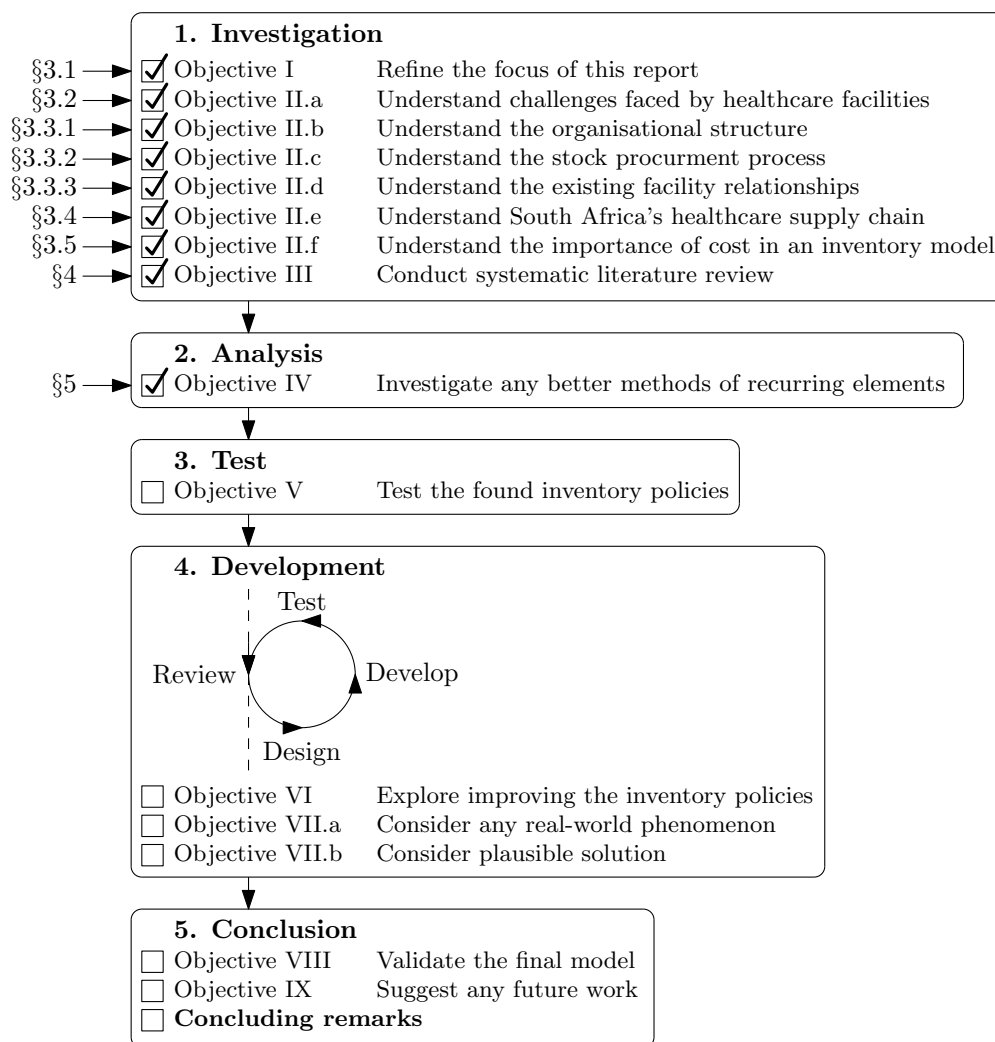 1. Investigation
§3.1 Objective I Refine the focus of this report
§3.2 Objective II.a Understand challenges faced by healthcare facilities
§3.3.1 Objective II.b Understand the organisational structure
§3.3.2 Objective II.c Understand the stock procurment process
§3.3.3 Objective II.d Understand the existing facility relationships
§3.4 Objective II.e Understand South Africa's healthcare supply chain
§3.5 Objective II.f Understand the importance of cost in an inventory model
§4 Objective III Conduct systematic literature review
2. Analysis
§5 Objective IV Investigate any better methods of recurring elements
3. Test
Objective V Test the found inventory policies
4. Development
Test
Review Develop
Design
Objective VI Explore improving the inventory policies
Objective VII.a Consider any real-world phenomenon
Objective VII.b Consider plausible solution
5. Conclusion
Objective VIII Validate the final model
Objective IX Suggest any future work
Concluding remarks